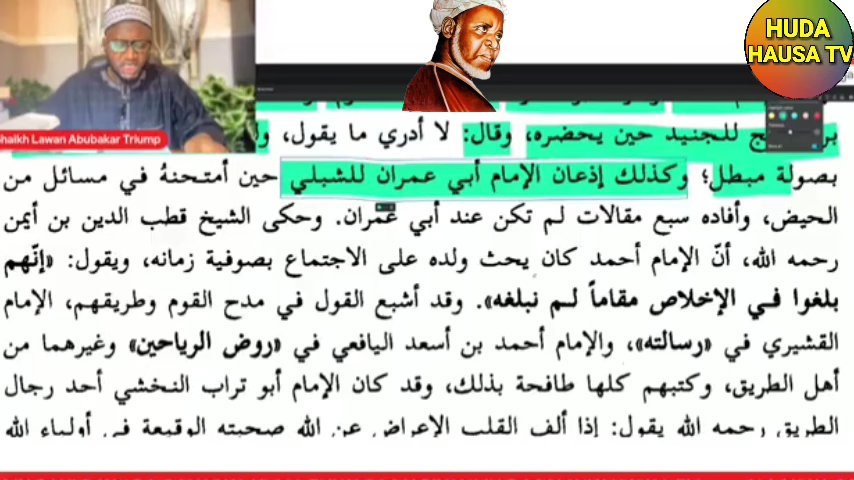 HUDA
HAUSA TV
haikh Lawan Abubakar Triump
للجنيد حين يحضره، وقال: لا أدري ما يقول،
بصولة مبطل؛ وكذلك إذعان الإمام أبي عمران للشبلي حين أمتحنهُ في مسائل من
الحيض، وأفاده سبع مقالات لم تكن عند أبي عمران. وحكى الشيخ قطب الدين بن أيمن
رحمه الله، أنّ الإمام أحمد كان يحث ولده على الاجتماع بصوفية زمانه، ويقول: «إنّهم
بلغوا في الإخلاص مقاماً لم نبلغه». وقد أشبع القول في مدح القوم وطريقهم، الإمام
القشيري في «رسالته»، والإمام أحمد بن أسعد اليافعي في «روض الرياحين» وغيرهما من
أهل الطريق، وكتبهم كلها طافحة بذلك، وقد كان الإمام أبو تراب النخشي أحد رجال
الطريق رحمه الله يقول: إذا ألف القلب الإعراض عن الله صحبته الوقيعة في أولياء الله